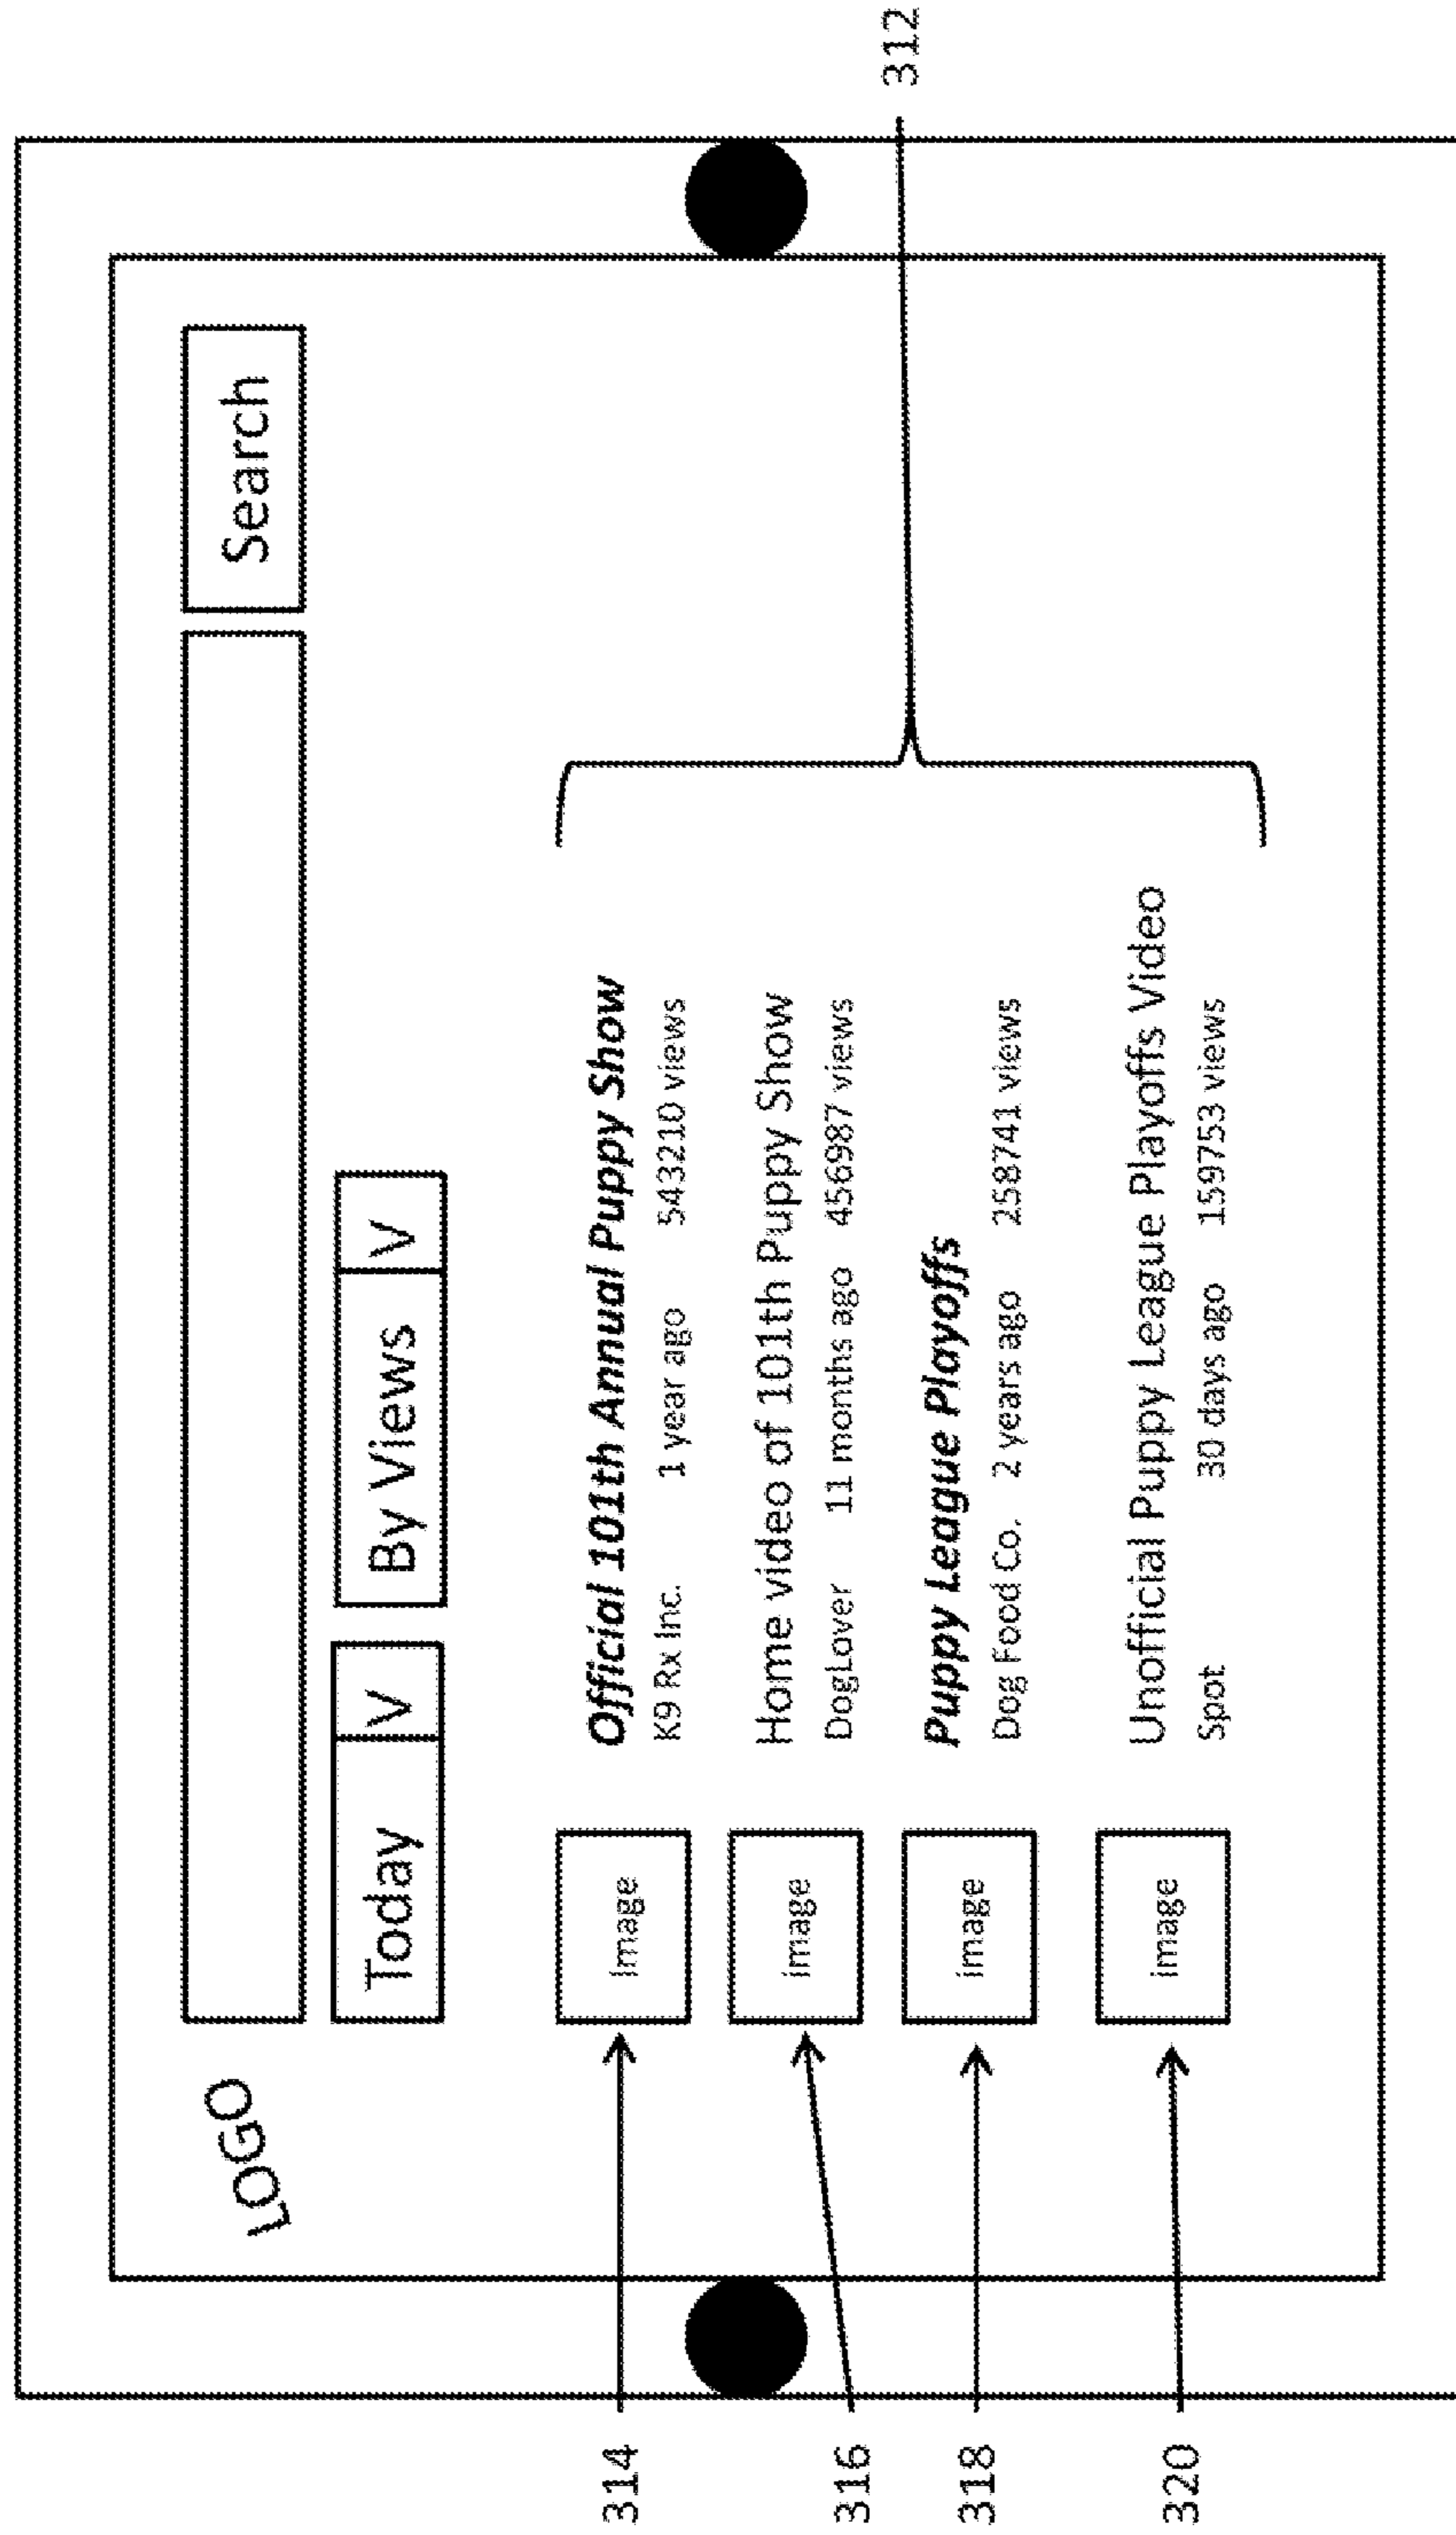 LOGO
Search
Today V By Views V
314 image Official 101th Annual Puppy Show
K9 Rx Inc. 1 year ago 543210 views
316 image Home video of 101th Puppy Show
DogLover 11 months ago 456987 views
312
318 image Puppy League Playoffs
Dog Food Co. 2 years ago 258741 views
320 image Unofficial Puppy League Playoffs Video
Spot 30 days ago 159753 views